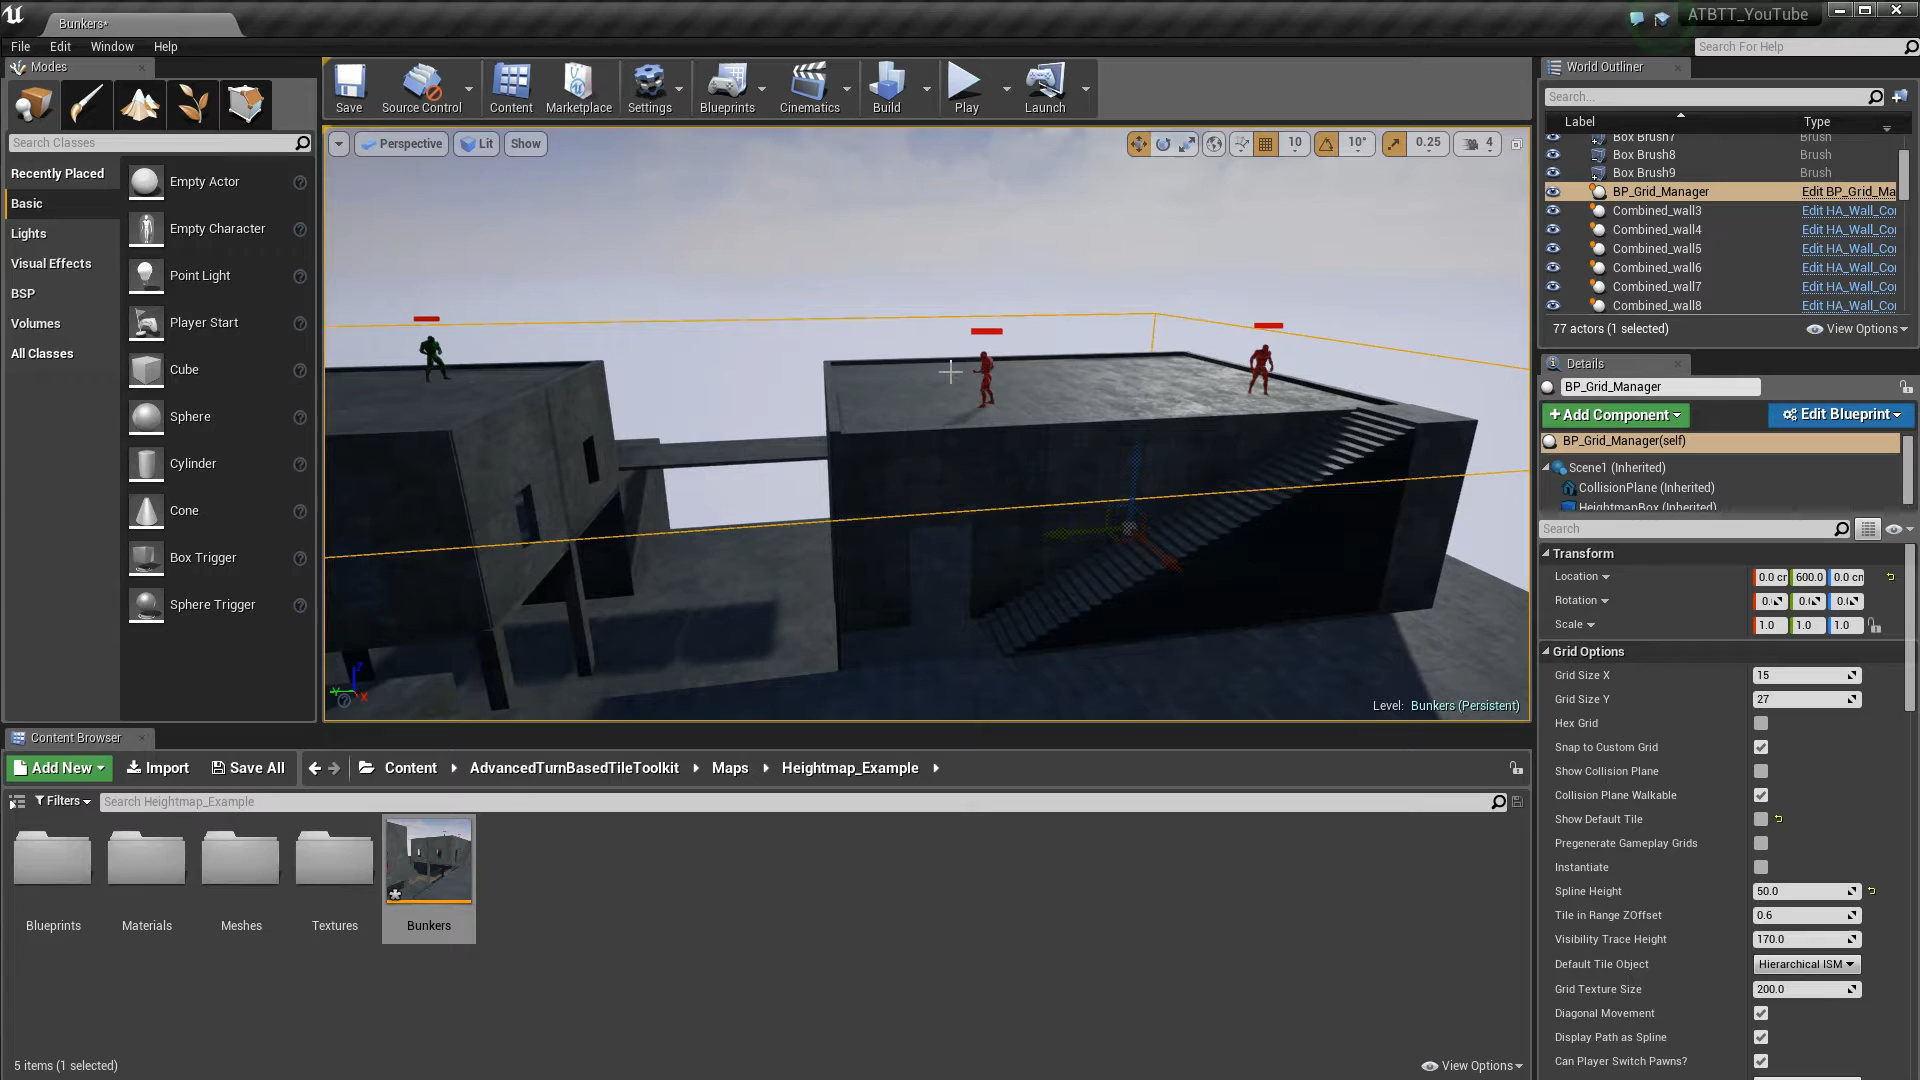 Bunkers*
ATBTT_YouTube
File Edit Window Help
Search For Help
Modes
Search Classes
Recently Placed
Basic
Lights
Visual Effects
BSP
Volumes
All Classes
Empty Actor
Empty Character
Point Light
Player Start
Cube
Sphere
Cylinder
Cone
Box Trigger
Sphere Trigger
Save
Source Control
Content
Marketplace
Settings
Blueprints
Cinematics
Build
Play
Launch
Perspective Lit Show
10 10° 0.25 4
Level: Bunkers (Persistent)
World Outliner
Search...
Label Type
Box Brush7 Brush
Box Brush8 Brush
Box Brush9 Brush
BP_Grid_Manager Edit BP_Grid_Ma
Combined_wall3 Edit HA_Wall_Co
Combined_wall4 Edit HA_Wall_Co
Combined_wall5 Edit HA_Wall_Co
Combined_wall6 Edit HA_Wall_Co
Combined_wall7 Edit HA_Wall_Co
Combined_wall8 Edit HA_Wall_Co
77 actors (1 selected) View Options
Details
BP_Grid_Manager
+Add Component Edit Blueprint
BP_Grid_Manager(self)
Scene1 (Inherited)
CollisionPlane (Inherited)
HeightmapBox (Inherited)
Search
Transform
Location 0.0 cm 600.0 0.0 cm
Rotation
Scale 1.0 1.0 1.0
Grid Options
Grid Size X 15
Grid Size Y 27
Hex Grid
Snap to Custom Grid
Show Collision Plane
Collision Plane Walkable
Show Default Tile
Pregenerate Gameplay Grids
Instantiate
Spline Height 50.0
Tile in Range ZOffset 0.6
Visibility Trace Height 170.0
Default Tile Object Hierarchical ISM
Grid Texture Size 200.0
Diagonal Movement
Display Path as Spline
Can Player Switch Pawns?
Content Browser
Add New Import Save All Content AdvancedTurnBasedTileToolkit Maps Heightmap_Example
Filters Search Heightmap_Example
Blueprints
Materials
Meshes
Textures
Bunkers
5 items (1 selected) View Options